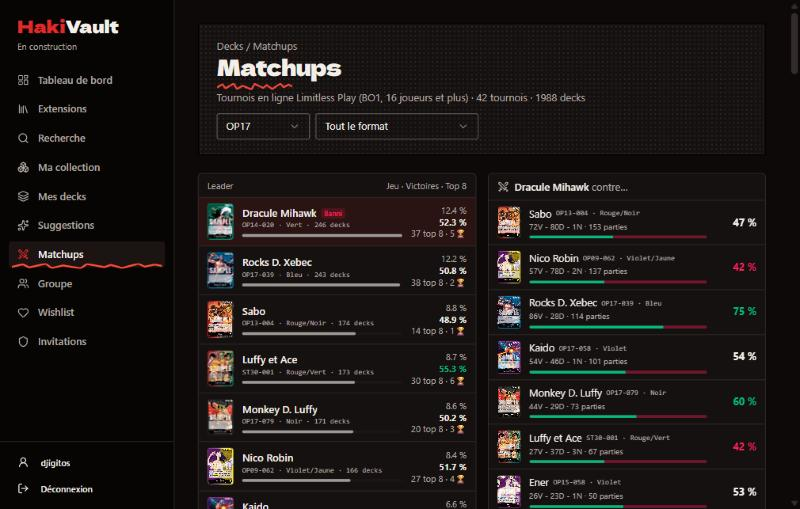 HakiVault
En construction
Tableau de bord
Extensions
Recherche
Ma collection
Mes decks
Suggestions
Matchups
Groupe
Wishlist
Invitations
djigitos
Déconnexion
Decks / Matchups
Matchups
Tournois en ligne Limitless Play (BO1, 16 joueurs et plus) · 42 tournois · 1988 decks
OP17
Tout le format
Leader
Jeu · Victoires · Top 8
Dracule Mihawk Banni
OP14-020 · Vert · 246 decks
12.4 %
52.3 %
37 top 8 · 5 🏆
Rocks D. Xebec
OP17-039 · Bleu · 243 decks
12.2 %
50.8 %
38 top 8 · 2 🏆
Sabo
OP13-004 · Rouge/Noir · 174 decks
8.8 %
48.9 %
14 top 8 · 1 🏆
Luffy et Ace
ST30-001 · Rouge/Vert · 173 decks
8.7 %
55.3 %
30 top 8 · 6 🏆
Monkey D. Luffy
OP17-079 · Noir · 171 decks
8.6 %
50.2 %
20 top 8 · 3 🏆
Nico Robin
OP09-062 · Violet/Jaune · 166 decks
8.4 %
51.7 %
27 top 8 · 4 🏆
Kaido
6.6 %
Dracule Mihawk contre...
Sabo OP13-004 · Rouge/Noir
72V - 80D - 1N · 153 parties
47 %
Nico Robin OP09-062 · Violet/Jaune
57V - 78D - 2N · 137 parties
42 %
Rocks D. Xebec OP17-039 · Bleu
86V - 28D · 114 parties
75 %
Kaido OP17-058 · Violet
54V - 46D - 1N · 101 parties
54 %
Monkey D. Luffy OP17-079 · Noir
44V - 29D · 73 parties
60 %
Luffy et Ace ST30-001 · Rouge/Vert
27V - 37D - 3N · 67 parties
42 %
Ener OP15-058 · Violet
26V - 23D - 1N · 50 parties
53 %